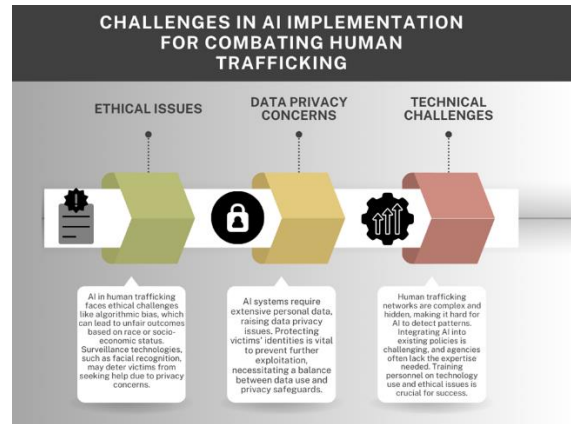 CHALLENGES IN AI IMPLEMENTATION
FOR COMBATING HUMAN
TRAFFICKING
ETHICAL ISSUES
DATA PRIVACY
CONCERNS
TECHNICAL
CHALLENGES
AI in human trafficking
faces ethical challenges
like algorithmic bias, which
can lead to unfair outcomes
based on race or socio-
economic status.
Surveillance technologies,
such as facial recognition,
may deter victims from
seeking help due to privacy
concerns.
AI systems require
extensive personal data,
raising data privacy
issues. Protecting
victims' identities is vital
to prevent further
exploitation,
necessitating a balance
between data use and
privacy safeguards.
Human trafficking
networks are complex and
hidden, making it hard for
AI to detect patterns.
Integrating AI into
existing policies is
challenging, and agencies
often lack the expertise
needed. Training
personnel on technology
use and ethical issues is
crucial for success.